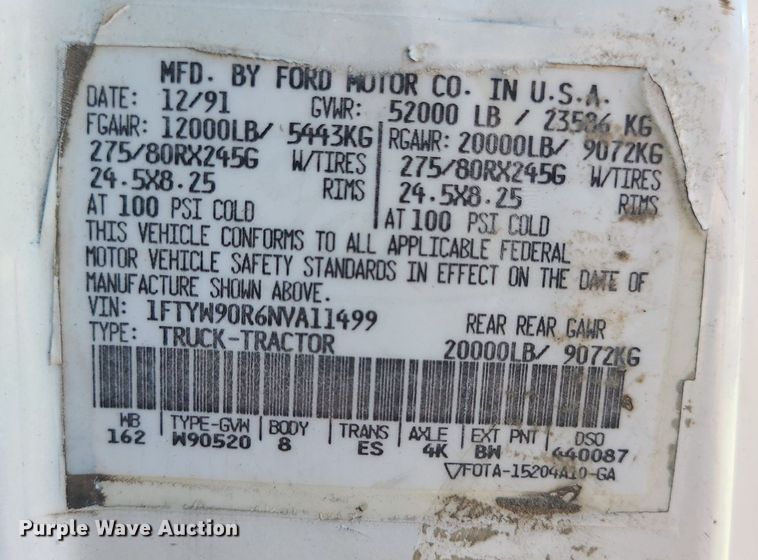 MFD. BY FORD MOTOR CO. IN U.S.A.
DATE: 12/91 GVWR: 52000 LB / 23586 KG
FGAWR: 12000LB/ 5443KG RGAWR: 20000LB/ 9072KG
275/80RX245G W/TIRES 275/80RX245G W/TIRES
24.5X8.25 RIMS 24.5X8.25 RIMS
AT 100 PSI COLD AT 100 PSI COLD
THIS VEHICLE CONFORMS TO ALL APPLICABLE FEDERAL
MOTOR VEHICLE SAFETY STANDARDS IN EFFECT ON THE DATE OF
MANUFACTURE SHOWN ABOVE.
VIN: 1FTYW90R6NVA11499 REAR REAR GAWR
TYPE: TRUCK-TRACTOR 20000LB/ 9072KG
WB TYPE-GVW BODY TRANS AXLE EXT PNT DSO
162 W90520 8 ES 4K BW 440087
FOTA-15204A10-GA
Purple Wave Auction